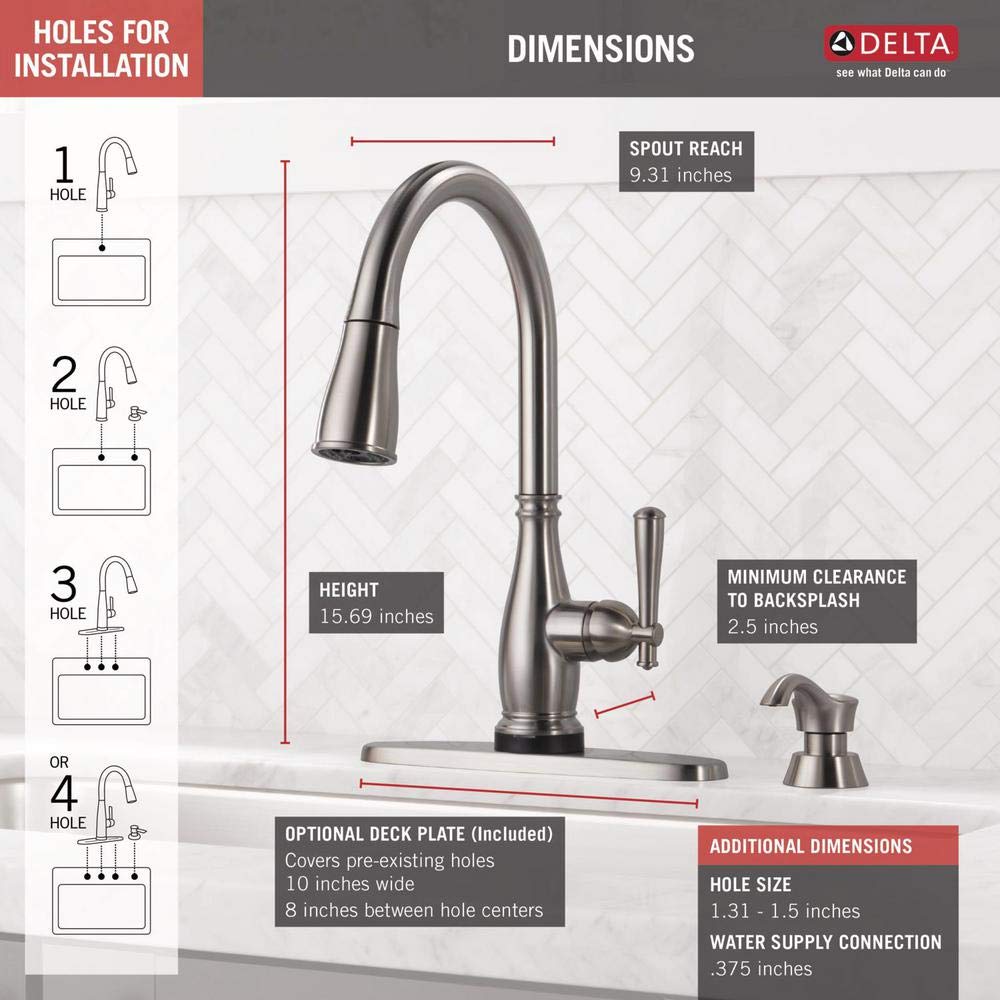 HOLES FOR
INSTALLATION
DIMENSIONS
DELTA
see what Delta can do
1
HOLE
2
HOLE
3
HOLE
OR
4
HOLE
SPOUT REACH
9.31 inches
HEIGHT
15.69 inches
MINIMUM CLEARANCE
TO BACKSPLASH
2.5 inches
OPTIONAL DECK PLATE (Included)
Covers pre-existing holes
10 inches wide
8 inches between hole centers
ADDITIONAL DIMENSIONS
HOLE SIZE
1.31 - 1.5 inches
WATER SUPPLY CONNECTION
.375 inches